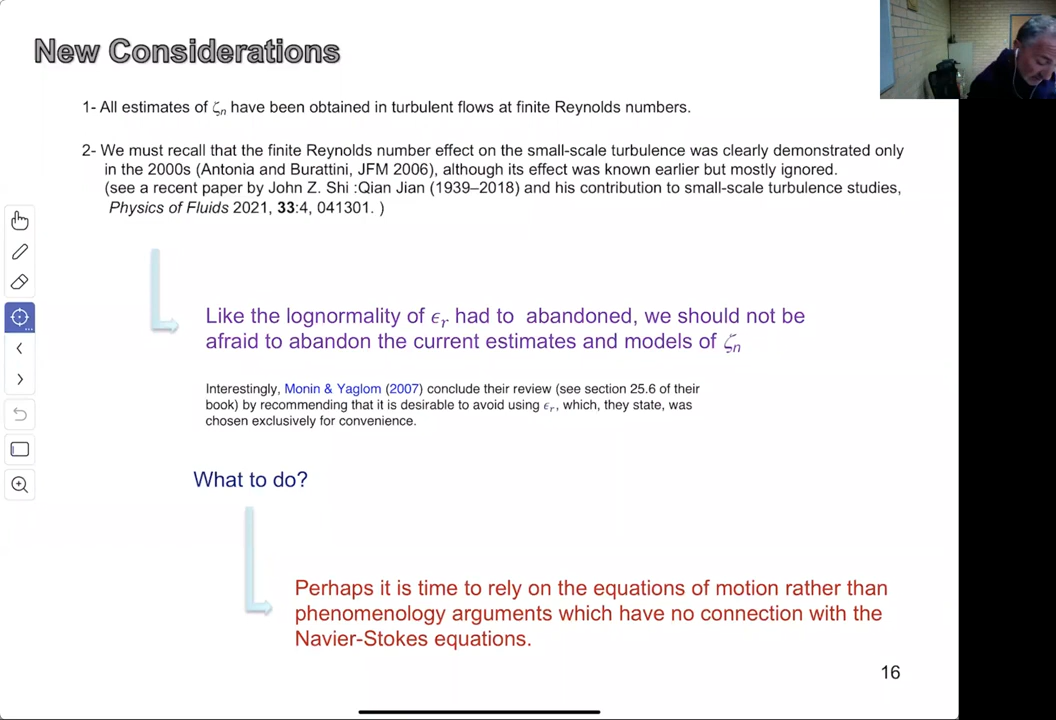 New Considerations
1- All estimates of ζn have been obtained in turbulent flows at finite Reynolds numbers.
2- We must recall that the finite Reynolds number effect on the small-scale turbulence was clearly demonstrated only
in the 2000s (Antonia and Burattini, JFM 2006), although its effect was known earlier but mostly ignored.
(see a recent paper by John Z. Shi :Qian Jian (1939–2018) and his contribution to small-scale turbulence studies,
Physics of Fluids 2021, 33:4, 041301. )
Like the lognormality of ϵr had to abandoned, we should not be
afraid to abandon the current estimates and models of ζn
Interestingly, Monin & Yaglom (2007) conclude their review (see section 25.6 of their
book) by recommending that it is desirable to avoid using ϵr, which, they state, was
chosen exclusively for convenience.
What to do?
Perhaps it is time to rely on the equations of motion rather than
phenomenology arguments which have no connection with the
Navier-Stokes equations.
16